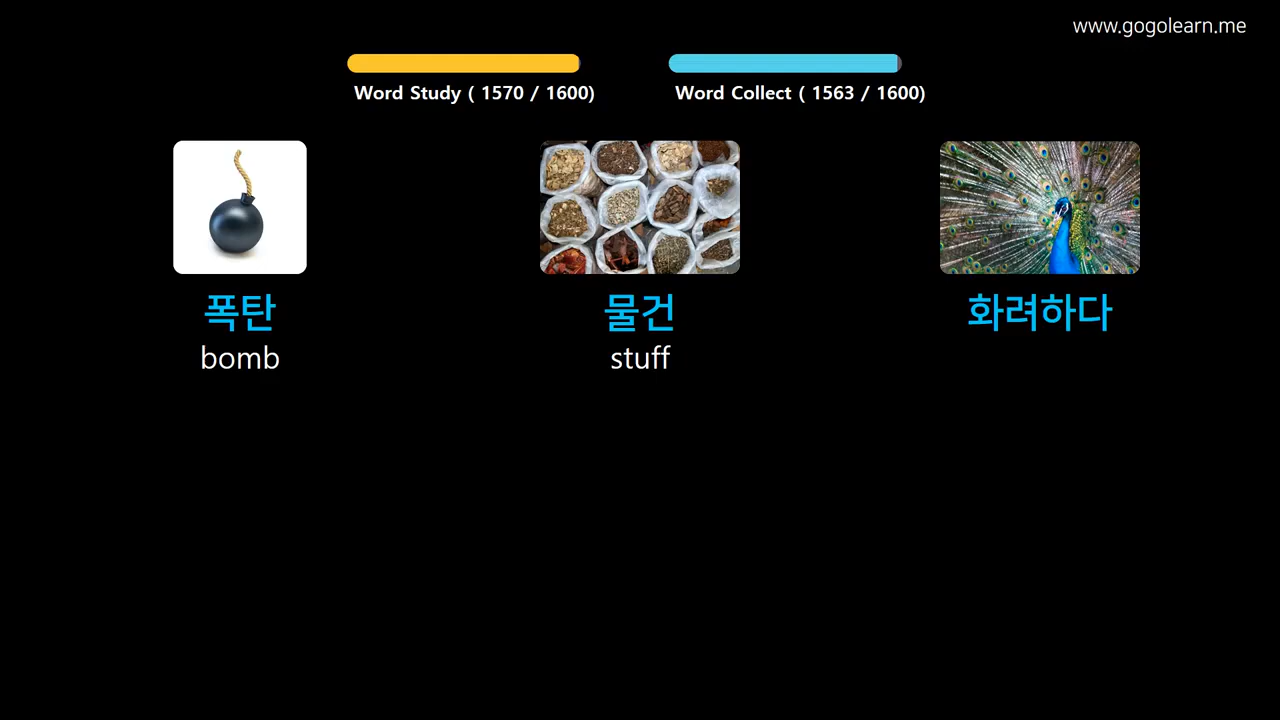 www.gogolearn.me
Word Study ( 1570 / 1600)
Word Collect ( 1563 / 1600)
폭탄
bomb
물건
stuff
화려하다